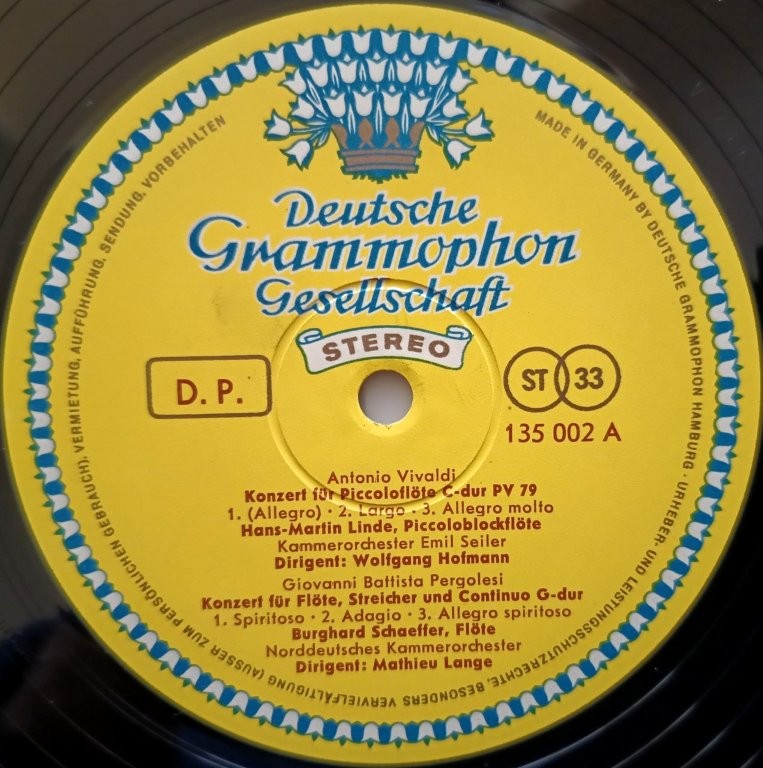 Deutsche
Grammophon
Gesellschaft
STEREO
D. P.
ST 33
135 002 A
Antonio Vivaldi
Konzert für Piccoloflöte C-dur PV 79
1. (Allegro) · 2. Largo · 3. Allegro molto
Hans-Martin Linde, Piccoloblockflöte
Kammerorchester Emil Seiler
Dirigent: Wolfgang Hofmann
Giovanni Battista Pergolesi
Konzert für Flöte, Streicher und Continuo G-dur
1. Spiritoso · 2. Adagio · 3. Allegro spiritoso
Burghard Schaeffer, Flöte
Norddeutsches Kammerorchester
Dirigent: Mathieu Lange
MADE IN GERMANY BY DEUTSCHE GRAMMOPHON HAMBURG · URHEBER- UND LEISTUNGSSCHUTZRECHTE, BESONDERS VERVIELFÄLTIGUNG (AUSSER ZUM PERSÖNLICHEN GEBRAUCH), VERMIETUNG, AUFFÜHRUNG, SENDUNG, VORBEHALTEN